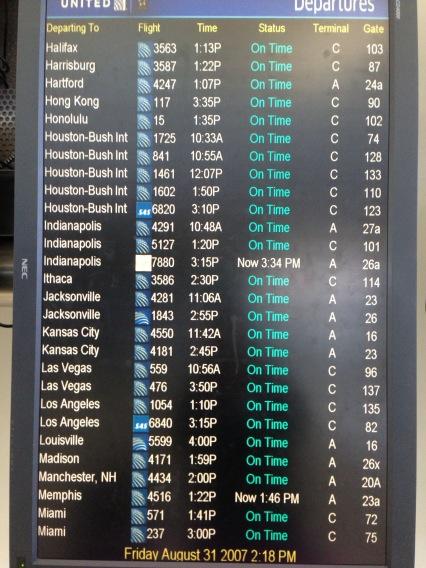 UNITED Departures
Departing To Flight Time Status Terminal Gate
Halifax 3563 1:13P On Time C 103
Harrisburg 3587 1:22P On Time C 87
Hartford 4247 1:07P On Time A 24a
Hong Kong 117 3:35P On Time C 90
Honolulu 15 1:35P On Time C 102
Houston-Bush Int 1725 10:33A On Time C 74
Houston-Bush Int 841 10:55A On Time C 128
Houston-Bush Int 1461 12:07P On Time C 133
Houston-Bush Int 1602 1:50P On Time C 110
Houston-Bush Int SAS 6820 3:10P On Time C 123
Indianapolis 4291 10:48A On Time A 27a
Indianapolis 5127 1:20P On Time C 101
Indianapolis 7880 3:15P Now 3:34 PM A 26a
Ithaca 3586 2:30P On Time C 114
Jacksonville 4281 11:06A On Time A 23
Jacksonville 1843 2:55P On Time A 26
Kansas City 4550 11:42A On Time A 16
Kansas City 4181 2:45P On Time A 23
Las Vegas 559 10:56A On Time C 96
Las Vegas 476 3:50P On Time C 137
Los Angeles 1054 1:10P On Time C 135
Los Angeles SAS 6840 3:15P On Time C 82
Louisville 5599 4:00P On Time A 16
Madison 4171 1:59P On Time A 26x
Manchester, NH 4434 2:00P On Time A 20A
Memphis 4516 1:22P Now 1:46 PM A 23a
Miami 571 1:41P On Time C 72
Miami 237 3:00P On Time C 75
Friday August 31 2007 2:18 PM
NEC